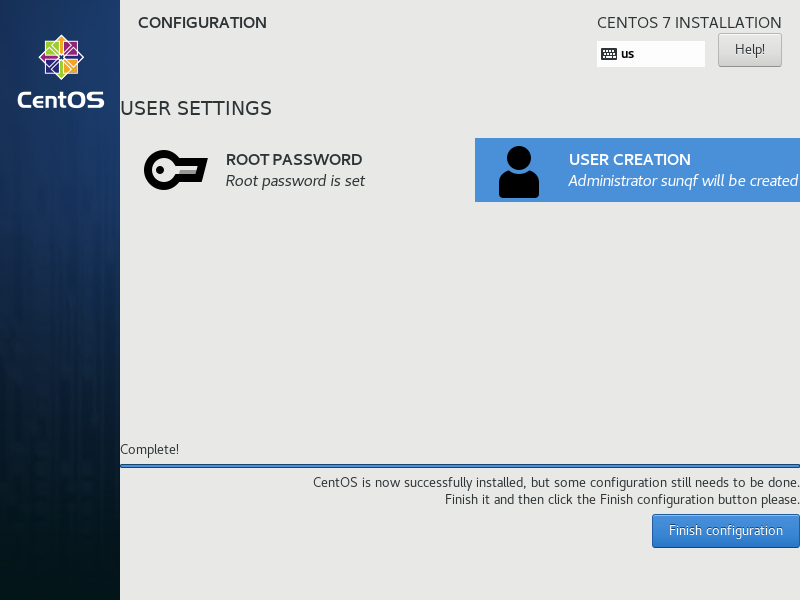 CONFIGURATION
CENTOS 7 INSTALLATION
us
Help!
CentOS
USER SETTINGS
ROOT PASSWORD
Root password is set
USER CREATION
Administrator sunqf will be created
Complete!
CentOS is now successfully installed, but some configuration still needs to be done.
Finish it and then click the Finish configuration button please.
Finish configuration